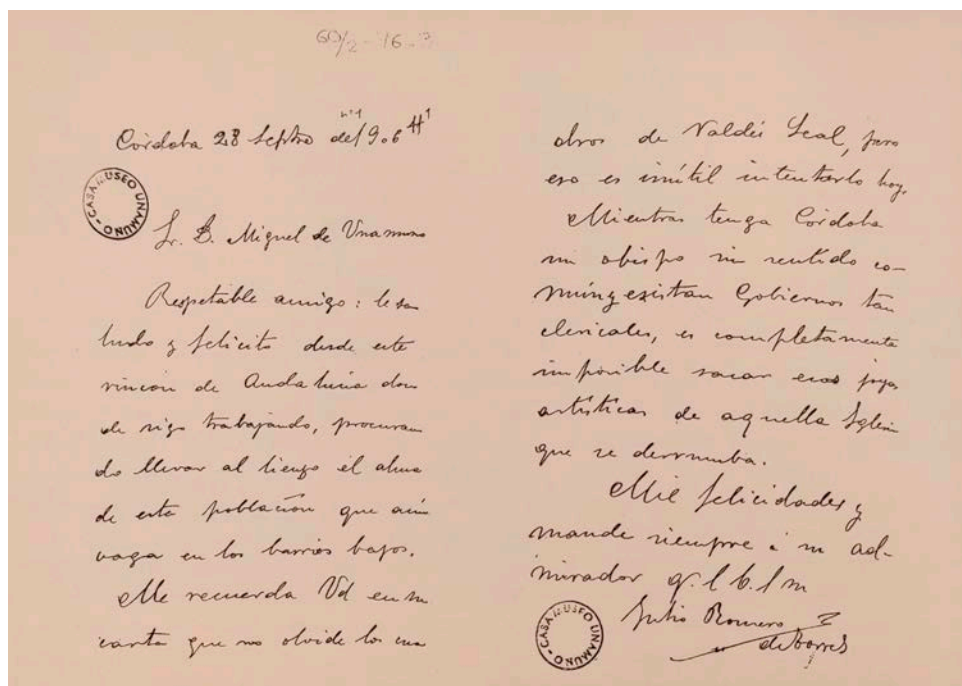 60/2 - 16
Córdoba 28 Septbre del 906
CASA MUSEO UNAMUNO
Sr. D. Miguel de Unamuno
Respetable amigo: le sa
ludo y felicito desde este
rincon de Andalucia don
de sigo trabajando, procuran
do llevar al lienzo el alma
de esta población que aún
vaga en los barrios bajos.
Me recuerda Vd en su
carta que no olvide los cua
dros de Valdés Leal, pero
eso es inútil intentarlo hoy.
Mientras tenga Córdoba
un obispo sin sentido co-
mún y existan Gobiernos tan
clericales, es completamente
imposible sacar esas joyas
artísticas de aquella Iglesia
que se derrumba.
Mil felicidades y
mande siempre á su ad-
mirador q. l b. l m
Julio Romero
de Torres
CASA MUSEO UNAMUNO